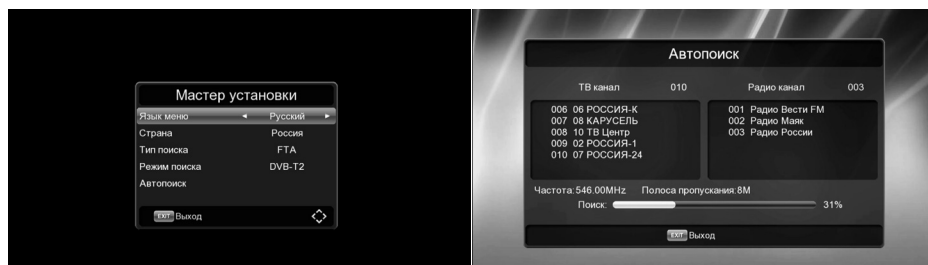 Мастер установки
Язык меню Русский
Страна Россия
Тип поиска FTA
Режим поиска DVB-T2
Автопоиск
EXIT Выход
Автопоиск
ТВ канал 010 Радио канал 003
006 06 РОССИЯ-К 001 Радио Вести FM
007 08 КАРУСЕЛЬ 002 Радио Маяк
008 10 ТВ Центр 003 Радио России
009 02 РОССИЯ-1
010 07 РОССИЯ-24
Частота:546.00MHz Полоса пропускания:8M
Поиск: 31%
EXIT Выход